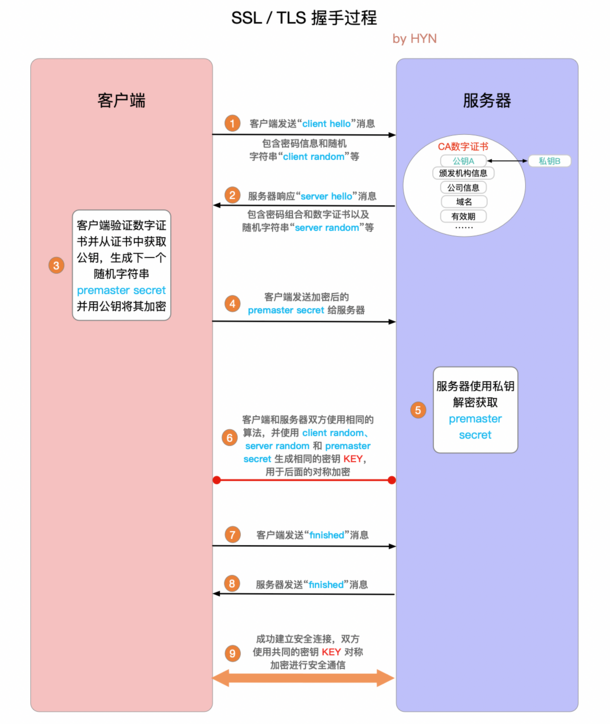 SSL / TLS 握手过程
by HYN
客户端
服务器
1
客户端发送“client hello”消息
包含密码信息和随机
字符串“client random”等
CA数字证书
公钥A
私钥B
颁发机构信息
公司信息
域名
有效期
……
2
服务器响应“server hello”消息
包含密码组合和数字证书以及
随机字符串“server random”等
3
客户端验证数字证
书并从证书中获取
公钥，生成下一个
随机字符串
premaster secret
并用公钥将其加密
4
客户端发送加密后的
premaster secret 给服务器
5
服务器使用私钥
解密获取
premaster
secret
6
客户端和服务器双方使用相同的
算法，并使用 client random、
server random 和 premaster
secret 生成相同的密钥 KEY，
用于后面的对称加密
7
客户端发送“finished”消息
8
服务器发送“finished”消息
9
成功建立安全连接，双方
使用共同的密钥 KEY 对称
加密进行安全通信